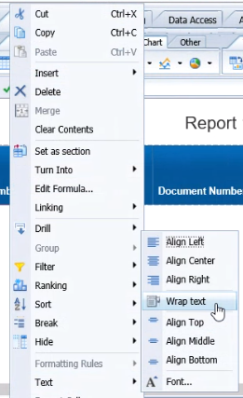 Data Access
Cut Ctrl+X
Copy Ctrl+C
Paste Ctrl+V
Chart Other
Insert
Delete
Merge
Clear Contents
Report
Set as section
Turn Into
Edit Formula...
Document Numbe
Linking
Drill
Group
Filter
Ranking
Sort
Break
Hide
Formatting Rules
Text
Align Left
Align Center
Align Right
Wrap text
Align Top
Align Middle
Align Bottom
Font...